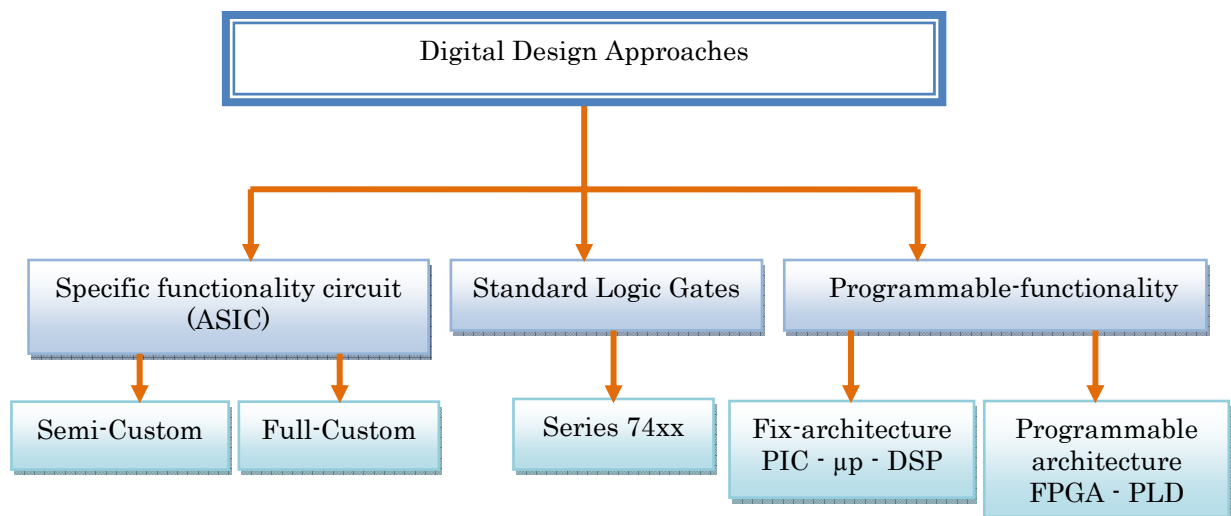 Digital Design Approaches
Specific functionality circuit
(ASIC)
Standard Logic Gates
Programmable-functionality
Semi-Custom
Full-Custom
Series 74xx
Fix-architecture
PIC - µp - DSP
Programmable
architecture
FPGA - PLD